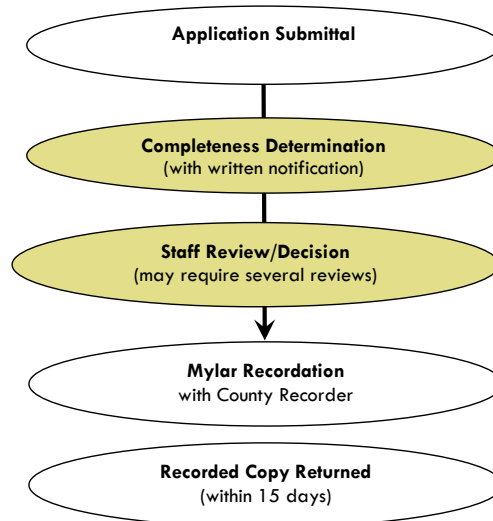 Application Submittal
Completeness Determination
(with written notification)
Staff Review/Decision
(may require several reviews)
Mylar Recordation
with County Recorder
Recorded Copy Returned
(within 15 days)